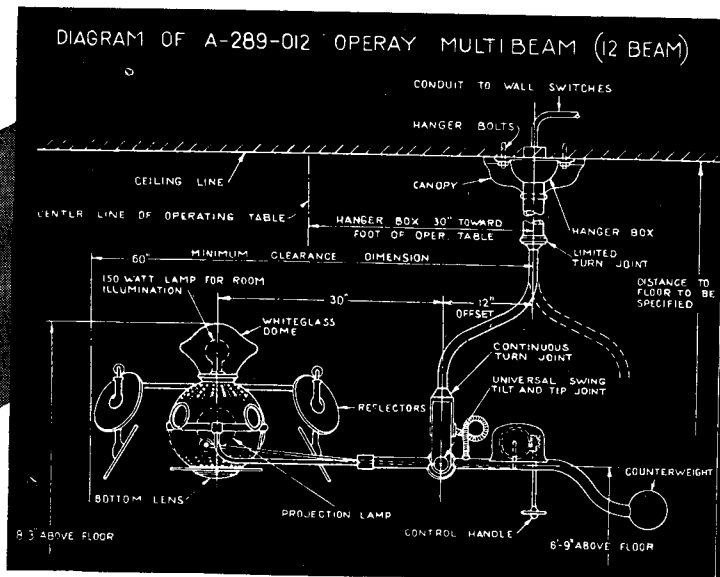 DIAGRAM OF A-289-012 OPERAY MULTIBEAM (12 BEAM)
CONDUIT TO WALL SWITCHES
HANGER BOLTS
CEILING LINE
CANOPY
CENTER LINE OF OPERATING TABLE
HANGER BOX 30" TOWARD
FOOT OF OPER. TABLE
HANGER BOX
LIMITED
TURN JOINT
60" MINIMUM CLEARANCE DIMENSION
DISTANCE TO
FLOOR TO BE
SPECIFIED
150 WATT LAMP FOR ROOM
ILLUMINATION
30"
12"
OFFSET
WHITEGLASS
DOME
CONTINUOUS
TURN JOINT
UNIVERSAL SWING
TILT AND TIP JOINT
REFLECTORS
COUNTERWEIGHT
BOTTOM LENS
PROJECTION LAMP
CONTROL HANDLE
8'3" ABOVE FLOOR
6'-9" ABOVE FLOOR